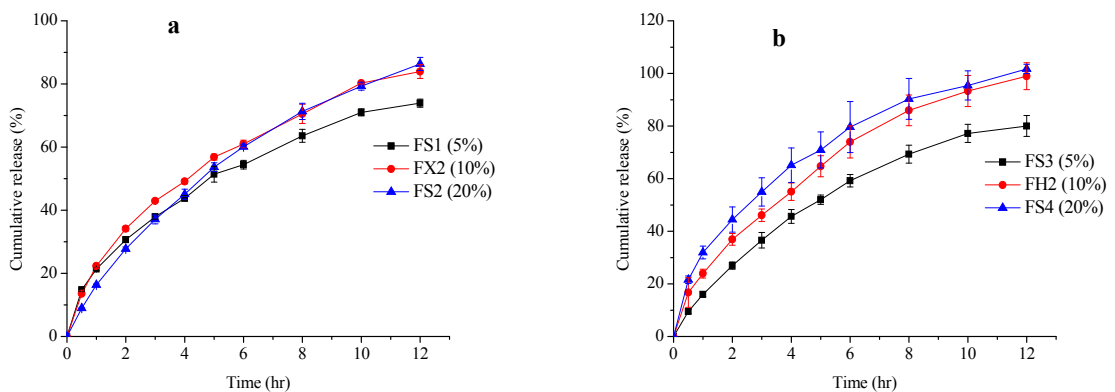 a
100
80
60
40
20
0
Cumulative release (%)
FS1 (5%)
FX2 (10%)
FS2 (20%)
0 2 4 6 8 10 12
Time (hr)
b
120
100
80
60
40
20
0
Cumulative release (%)
FS3 (5%)
FH2 (10%)
FS4 (20%)
0 2 4 6 8 10 12
Time (hr)